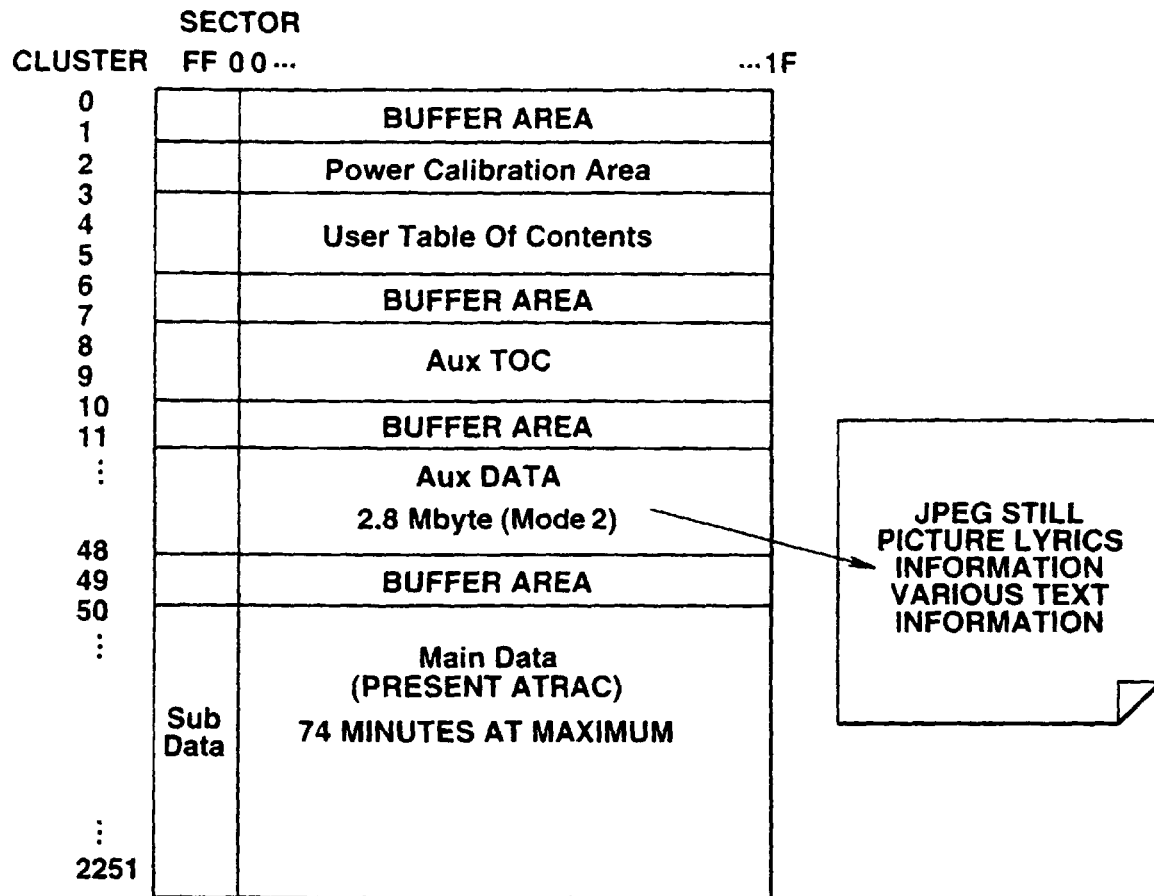 SECTOR
CLUSTER FF 0 0 ··· ··· 1F
0
1
BUFFER AREA
2
Power Calibration Area
3
4
User Table Of Contents
5
6
7
BUFFER AREA
8
Aux TOC
9
10
11
BUFFER AREA
⋮
Aux DATA
2.8 Mbyte (Mode 2)
48
49
BUFFER AREA
50
⋮
Main Data
(PRESENT ATRAC)
74 MINUTES AT MAXIMUM
Sub
Data
⋮
2251
JPEG STILL
PICTURE LYRICS
INFORMATION
VARIOUS TEXT
INFORMATION